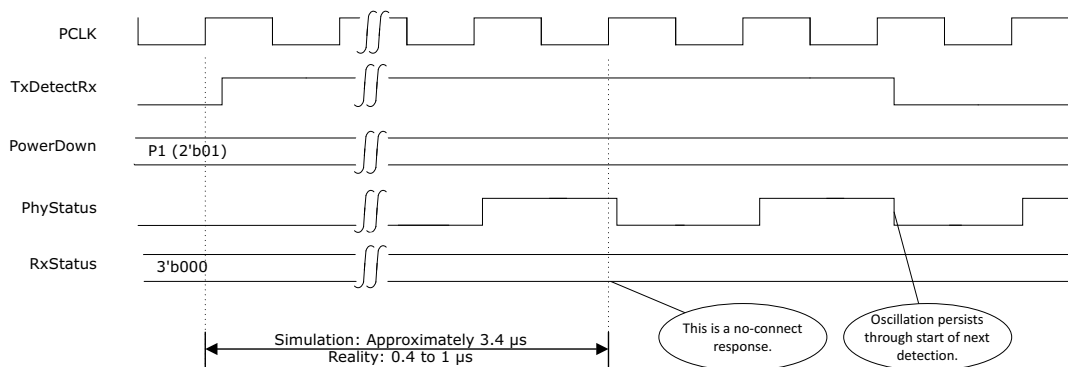 PCLK
TxDetectRx
PowerDown
P1 (2'b01)
PhyStatus
RxStatus
3'b000
Simulation: Approximately 3.4 µs
Reality: 0.4 to 1 µs
This is a no-connect
response.
Oscillation persists
through start of next
detection.